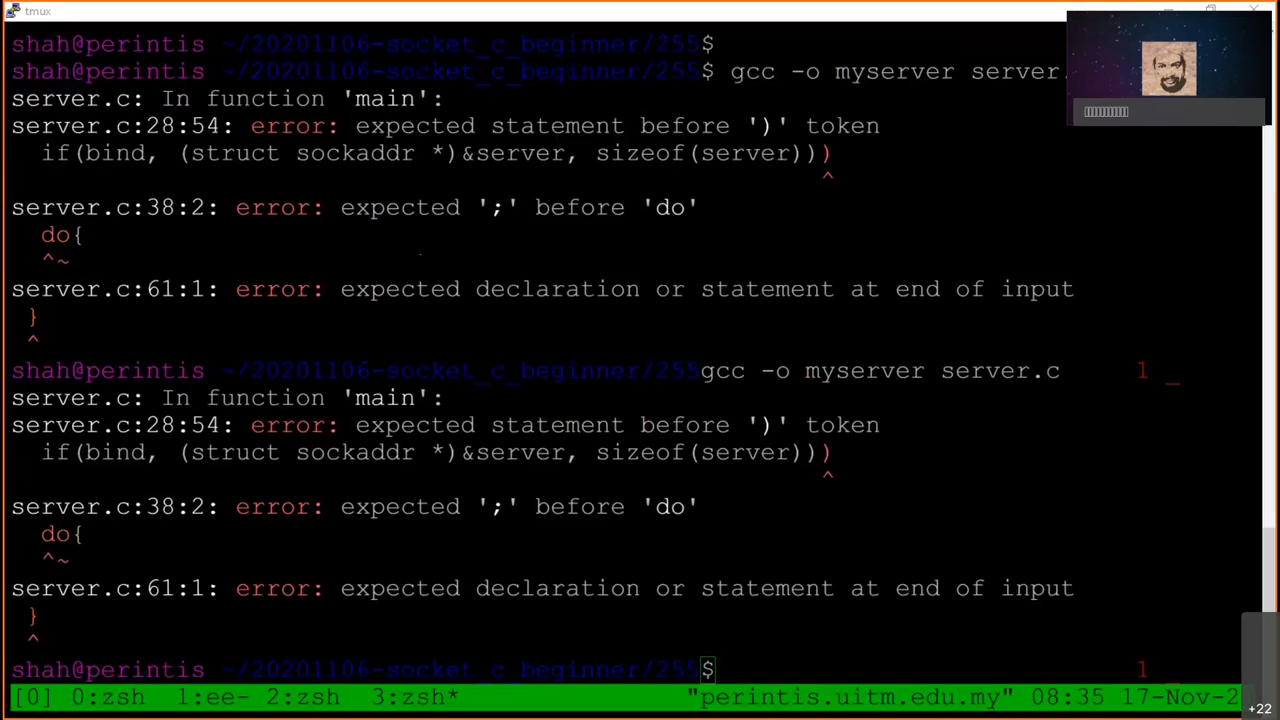 tmux
shah@perintis ~/20201106-socket_c_beginner/255$
shah@perintis ~/20201106-socket_c_beginner/255$ gcc -o myserver server.
server.c: In function 'main':
server.c:28:54: error: expected statement before ')' token
if(bind, (struct sockaddr *)&server, sizeof(server)))
^
server.c:38:2: error: expected ';' before 'do'
do{
^~
server.c:61:1: error: expected declaration or statement at end of input
}
^
shah@perintis ~/20201106-socket_c_beginner/255gcc -o myserver server.c 1 _
server.c: In function 'main':
server.c:28:54: error: expected statement before ')' token
if(bind, (struct sockaddr *)&server, sizeof(server)))
^
server.c:38:2: error: expected ';' before 'do'
do{
^~
server.c:61:1: error: expected declaration or statement at end of input
}
^
shah@perintis ~/20201106-socket_c_beginner/255$ 1 _
[0] 0:zsh 1:ee- 2:zsh 3:zsh* "perintis.uitm.edu.my" 08:35 17-Nov-2
+22